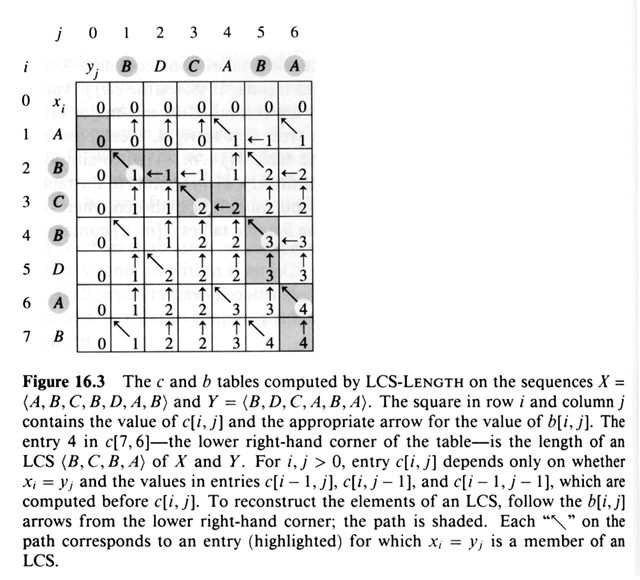 j 0 1 2 3 4 5 6
i yj B D C A B A
0 xi 0 0 0 0 0 0 0
1 A 0 ↑0 ↑0 ↑0 ↖1 ←1 ↖1
2 B 0 ↖1 ←1 ←1 ↑1 ↖2 ←2
3 C 0 ↑1 ↑1 ↖2 ←2 ↑2 ↑2
4 B 0 ↖1 ↑1 ↑2 ↑2 ↖3 ←3
5 D 0 ↑1 ↖2 ↑2 ↑2 ↑3 ↑3
6 A 0 ↑1 ↑2 ↑2 ↖3 ↑3 ↖4
7 B 0 ↖1 ↑2 ↑2 ↑3 ↖4 ↑4
Figure 16.3 The c and b tables computed by LCS-LENGTH on the sequences X =
⟨A, B, C, B, D, A, B⟩ and Y = ⟨B, D, C, A, B, A⟩. The square in row i and column j
contains the value of c[i, j] and the appropriate arrow for the value of b[i, j]. The
entry 4 in c[7, 6]—the lower right-hand corner of the table—is the length of an
LCS ⟨B, C, B, A⟩ of X and Y. For i, j > 0, entry c[i, j] depends only on whether
xi = yj and the values in entries c[i − 1, j], c[i, j − 1], and c[i − 1, j − 1], which are
computed before c[i, j]. To reconstruct the elements of an LCS, follow the b[i, j]
arrows from the lower right-hand corner; the path is shaded. Each “↖” on the
path corresponds to an entry (highlighted) for which xi = yj is a member of an
LCS.